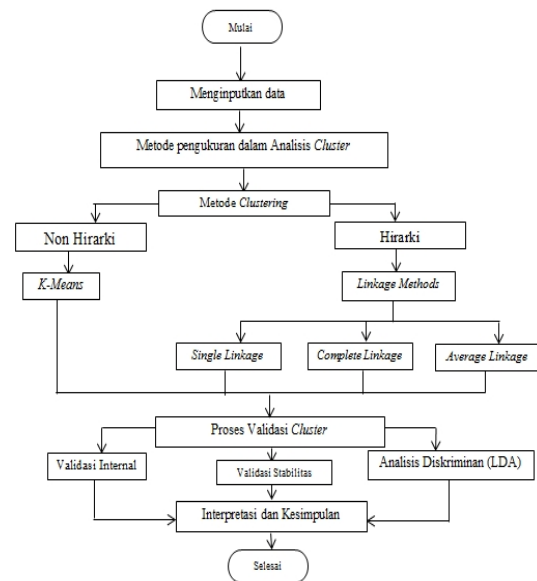 Mulai
Menginputkan data
Metode pengukuran dalam Analisis Cluster
Metode Clustering
Non Hirarki
Hirarki
K-Means
Linkage Methods
Single Linkage
Complete Linkage
Average Linkage
Proses Validasi Cluster
Validasi Internal
Validasi Stabilitas
Analisis Diskriminan (LDA)
Interpretasi dan Kesimpulan
Selesai